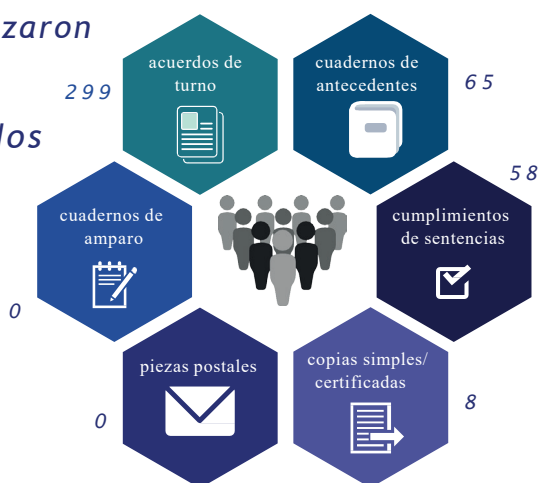 zaron
los
299
acuerdos de
turno
cuadernos de
antecedentes
65
58
cuadernos de
amparo
0
cumplimientos
de sentencias
piezas postales
0
copias simples/
certificadas
8